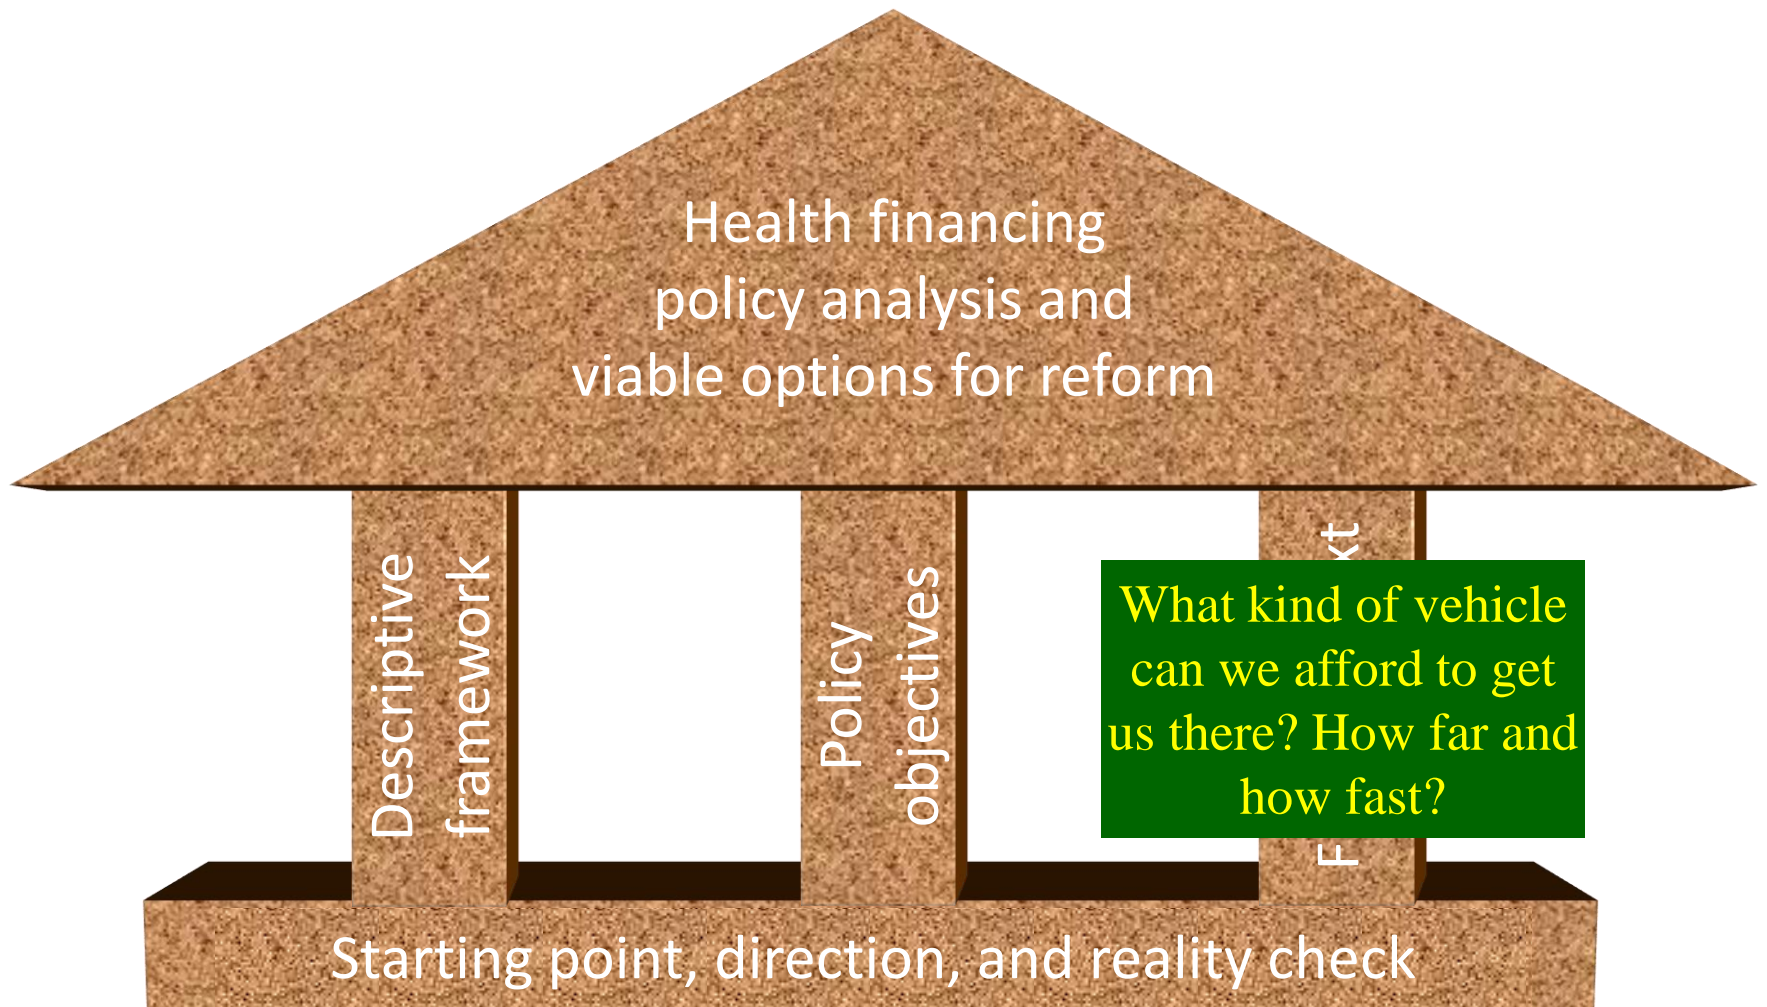 Health financing
policy analysis and
viable options for reform
Descriptive
framework
Policy
objectives
What kind of vehicle
can we afford to get
us there? How far and
how fast?
Starting point, direction, and reality check